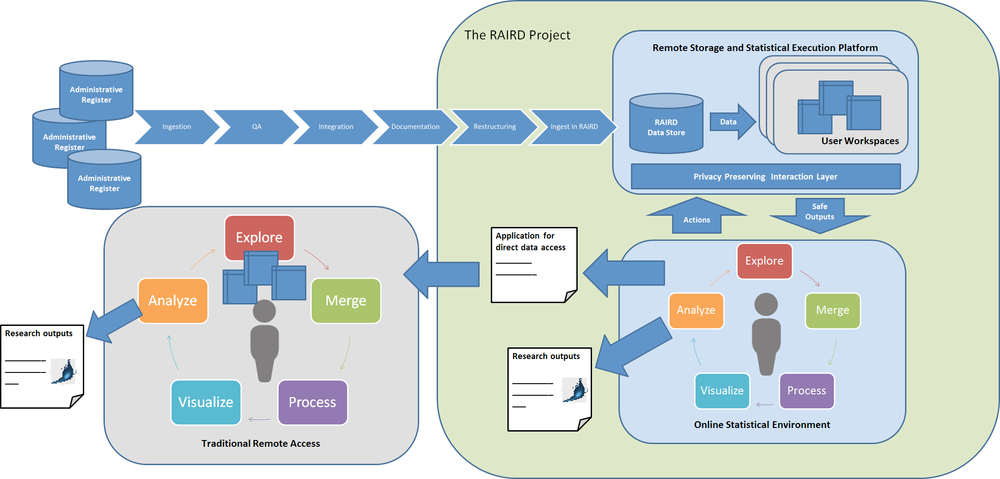 The RAIRD Project
Remote Storage and Statistical Execution Platform
Administrative
Register
Administrative
Register
Administrative
Register
Ingestion
QA
Integration
Documentation
Restructuring
Ingest in RAIRD
RAIRD
Data Store
Data
User Workspaces
Privacy Preserving Interaction Layer
Actions
Safe
Outputs
Application for
direct data access
Explore
Merge
Process
Visualize
Analyze
Online Statistical Environment
Research outputs
Explore
Merge
Process
Visualize
Analyze
Traditional Remote Access
Research outputs